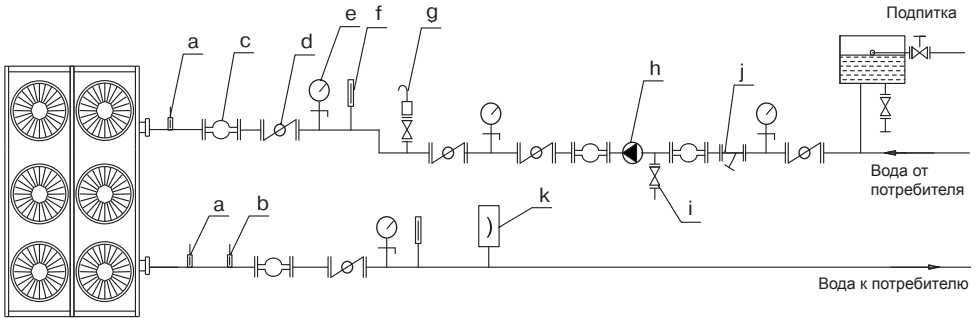 Подпитка
e
f
g
a
c
d
h
j
Вода от
потребителя
a
b
k
i
Вода к потребителю